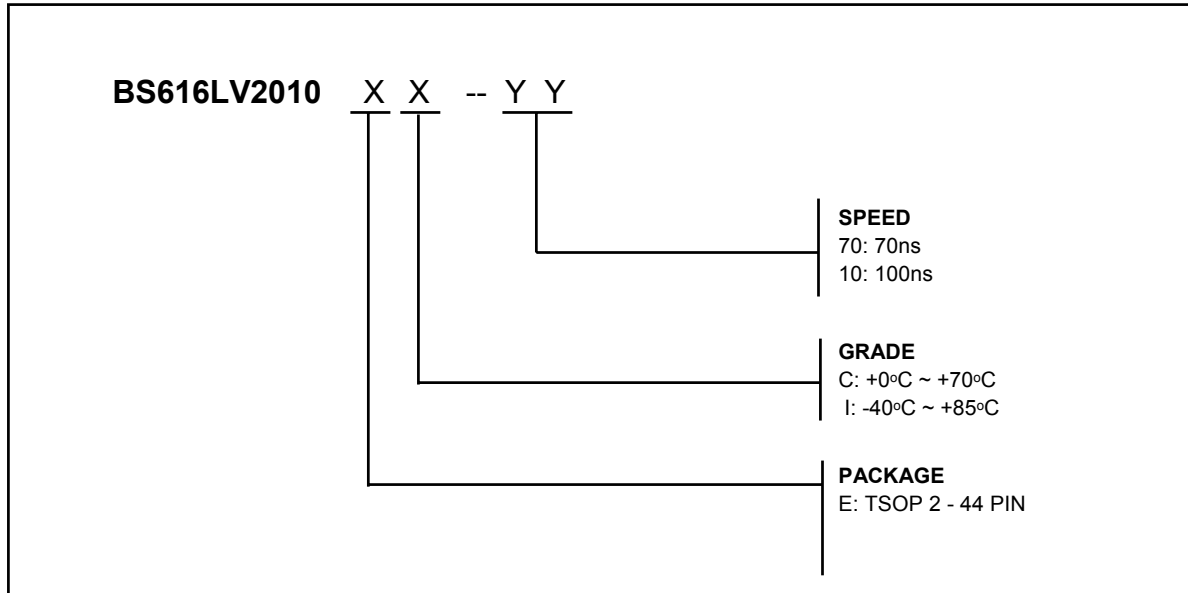 BS616LV2010 X X -- Y Y
SPEED
70: 70ns
10: 100ns
GRADE
C: +0oC ~ +70oC
I: -40oC ~ +85oC
PACKAGE
E: TSOP 2 - 44 PIN